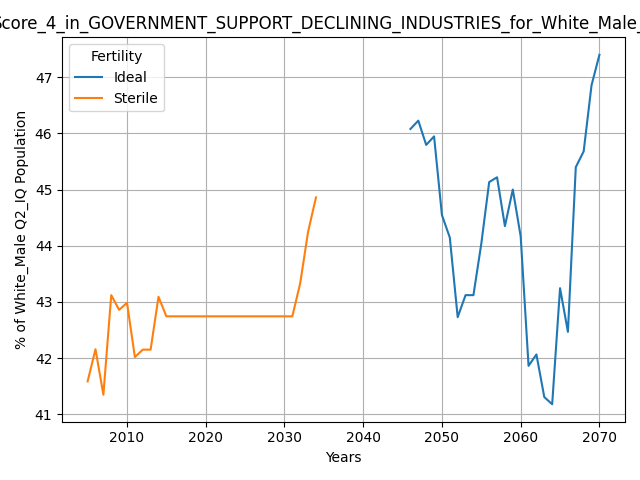 Score_4_in_GOVERNMENT_SUPPORT_DECLINING_INDUSTRIES_for_White_Male_
Fertility
Ideal
Sterile
% of White_Male Q2_IQ Population
47
46
45
44
43
42
41
2010 2020 2030 2040 2050 2060 2070
Years